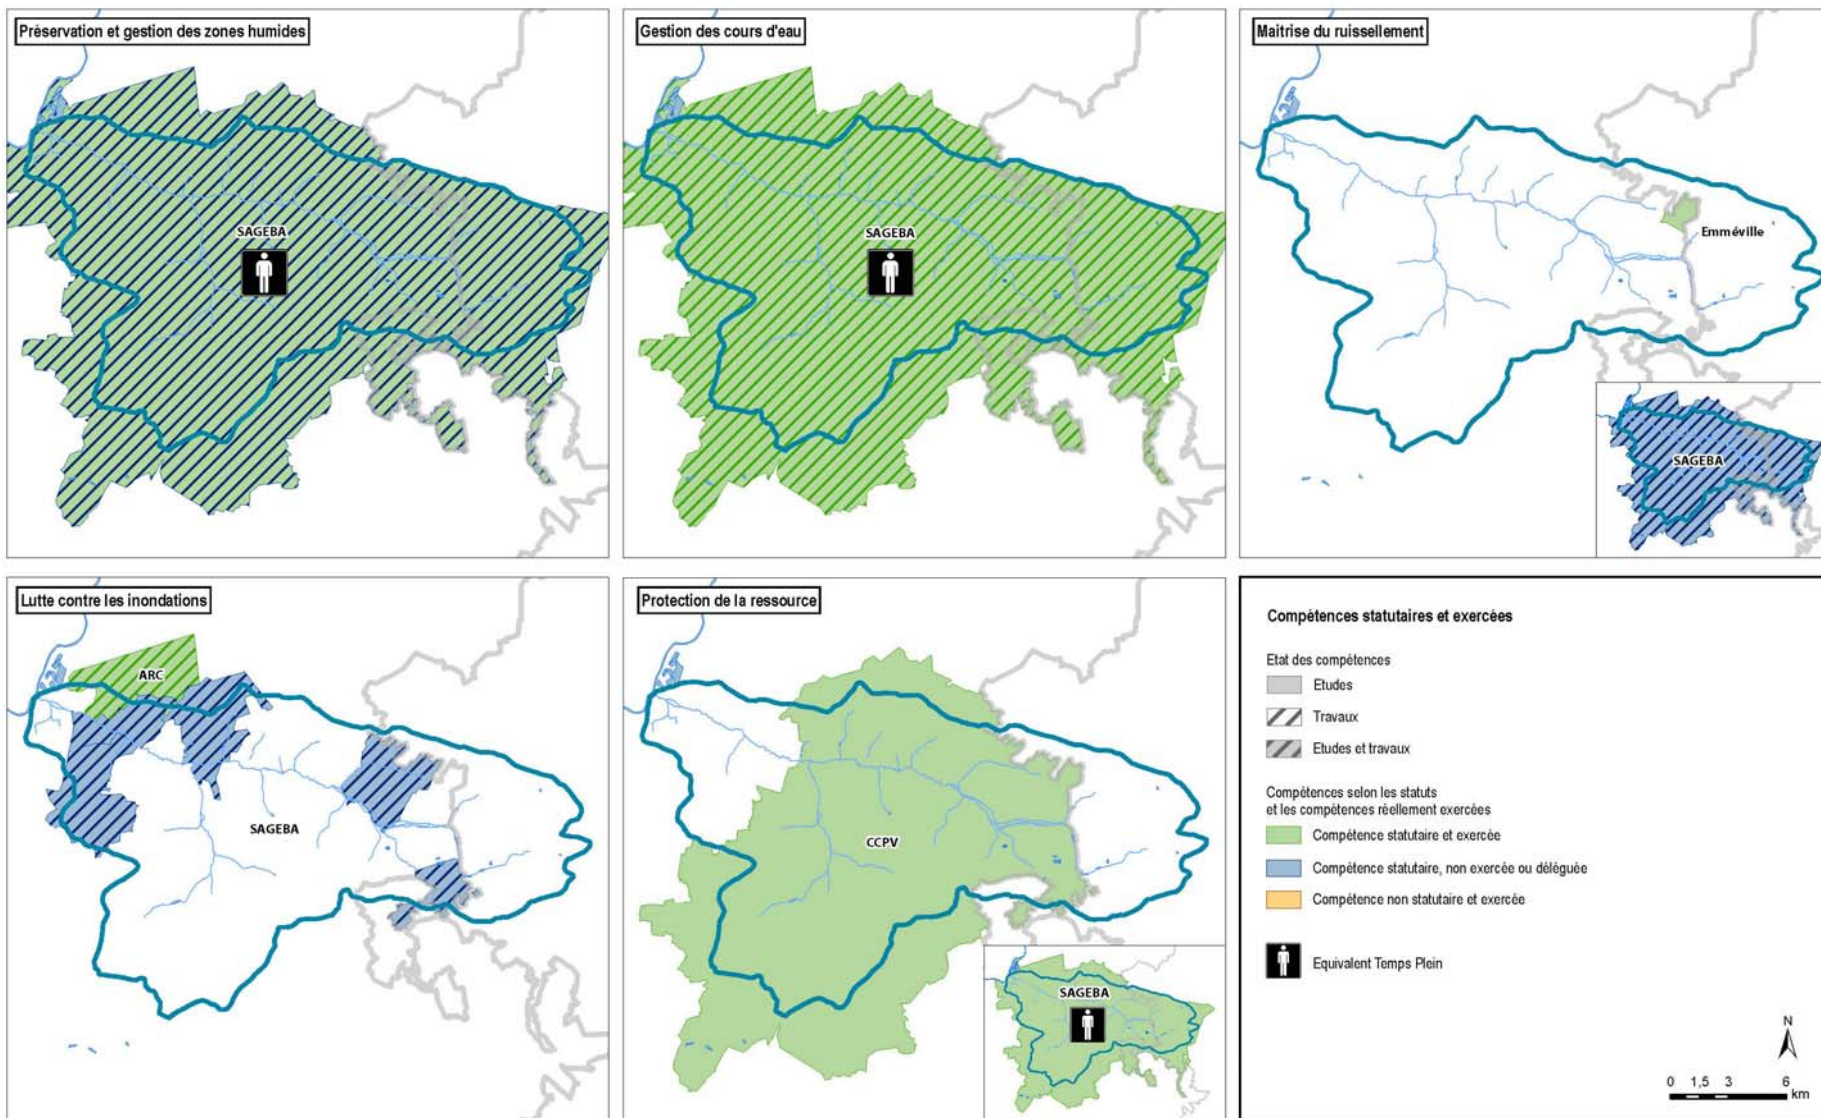 Préservation et gestion des zones humides
SAGEBA
Gestion des cours d'eau
SAGEBA
Maitrise du ruissellement
Emméville
SAGEBA
Lutte contre les inondations
ARC
SAGEBA
Protection de la ressource
CCPV
SAGEBA
Compétences statutaires et exercées
Etat des compétences
Etudes
Travaux
Etudes et travaux
Compétences selon les statuts
et les compétences réellement exercées
Compétence statutaire et exercée
Compétence statutaire, non exercée ou déléguée
Compétence non statutaire et exercée
Equivalent Temps Plein
N
0 1,5 3 6
km